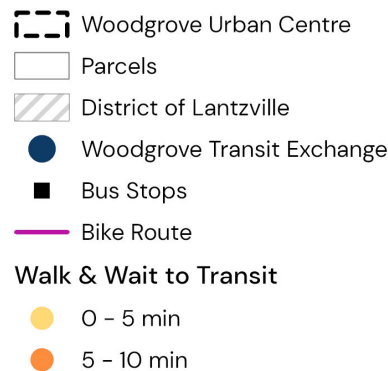 Woodgrove Urban Centre
Parcels
District of Lantzville
Woodgrove Transit Exchange
Bus Stops
Bike Route
Walk & Wait to Transit
0 - 5 min
5 - 10 min